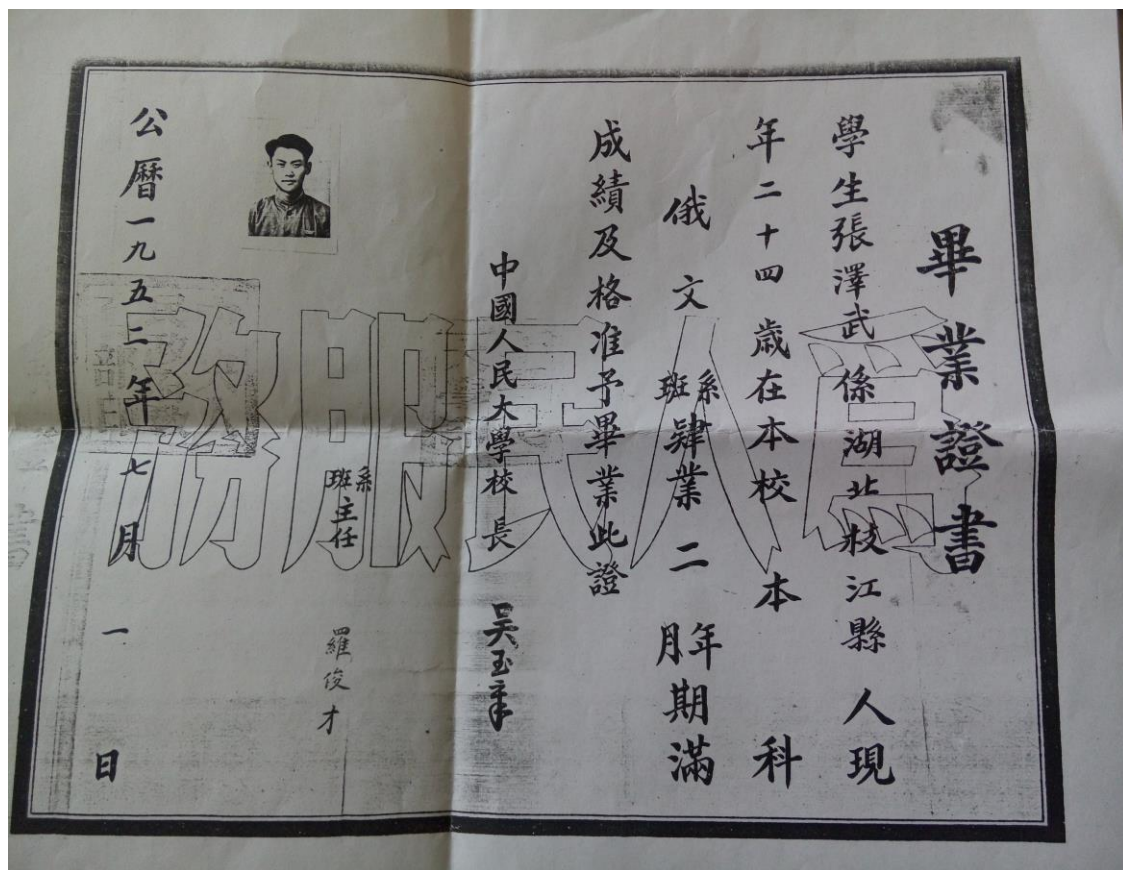 畢業證書
學生張澤武係湖北枝江縣人現
年二十四歲在本校本科
俄文系班肄業二年月期滿
成績及格准予畢業此證
中國人民大學校長 吳玉章
系班主任 羅俊才
公曆一九五二年七月一日
為人民服務